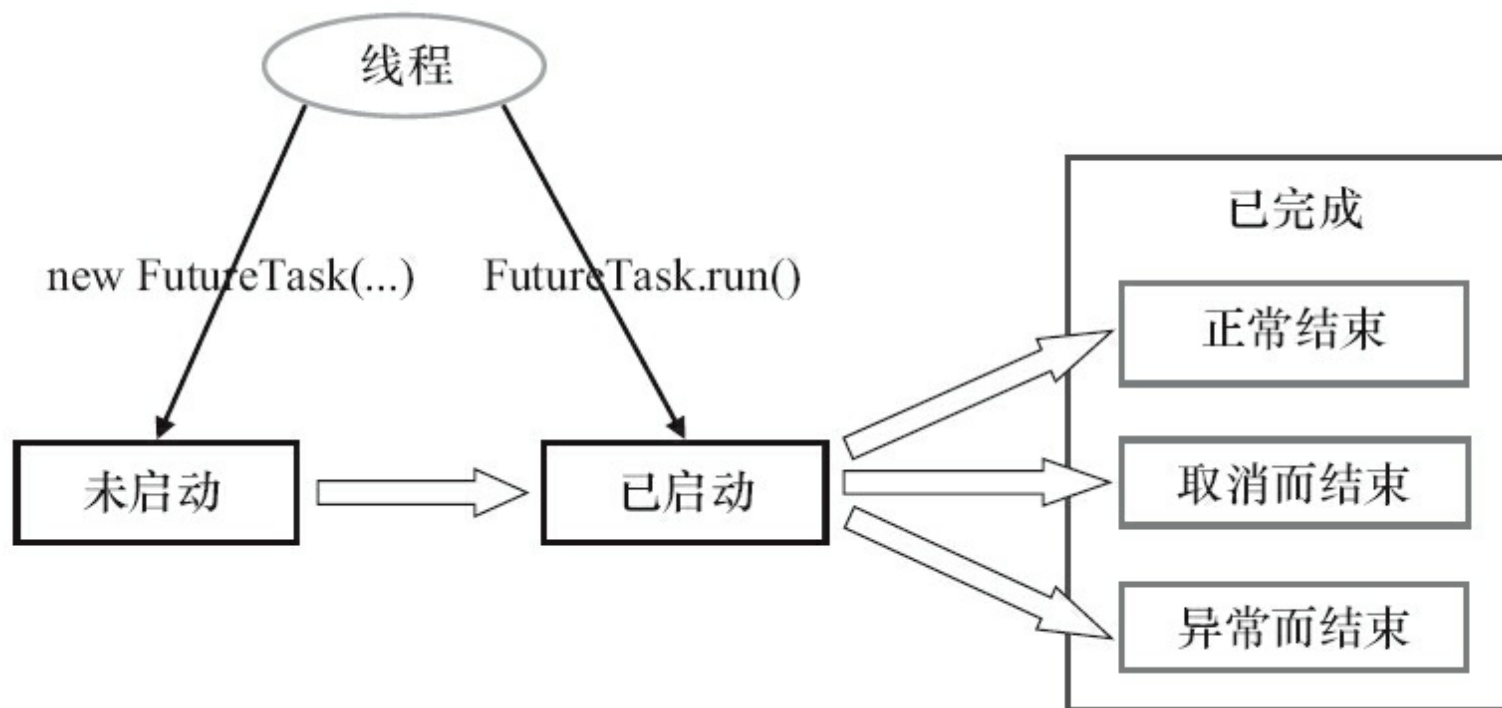 线程
new FutureTask(...)
FutureTask.run()
未启动
已启动
已完成
正常结束
取消而结束
异常而结束